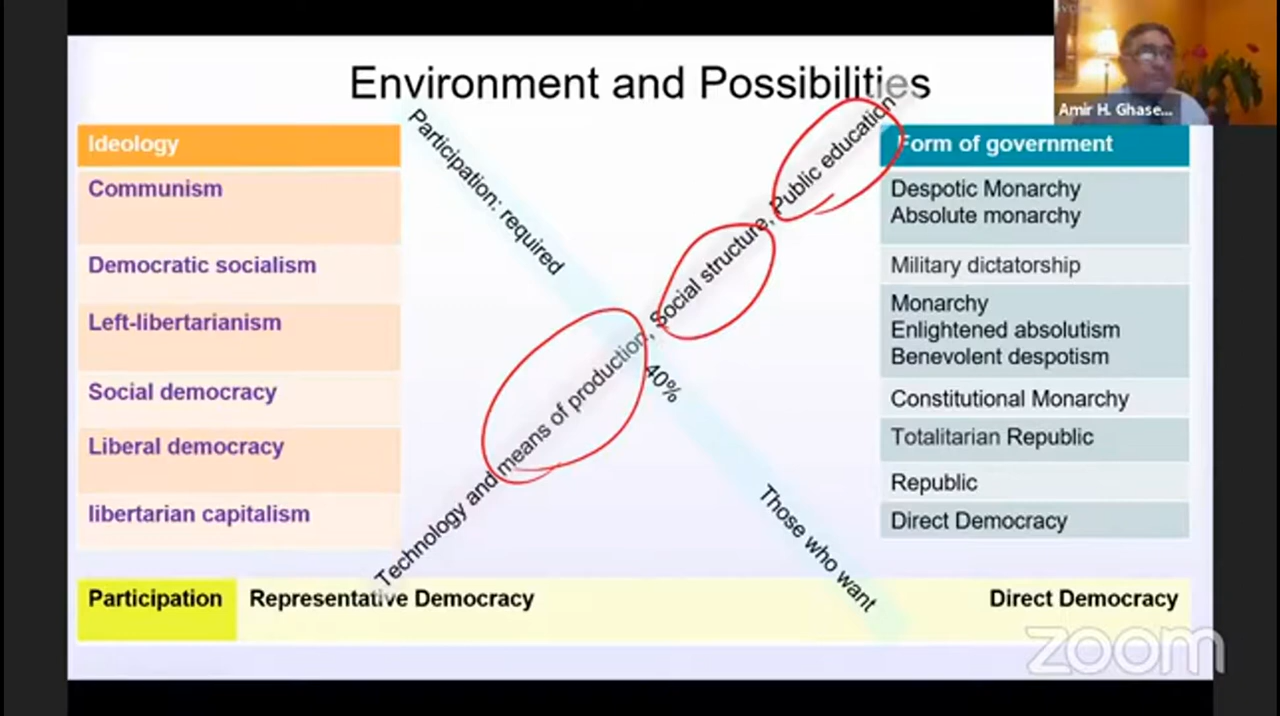 Environment and Possibilities
Amir H. Ghase...
Ideology
Communism
Democratic socialism
Left-libertarianism
Social democracy
Liberal democracy
libertarian capitalism
Participation: required
40%
Those who want
Technology and means of production, Social structure, Public education
Form of government
Despotic Monarchy
Absolute monarchy
Military dictatorship
Monarchy
Enlightened absolutism
Benevolent despotism
Constitutional Monarchy
Totalitarian Republic
Republic
Direct Democracy
Participation
Representative Democracy
Direct Democracy
zoom